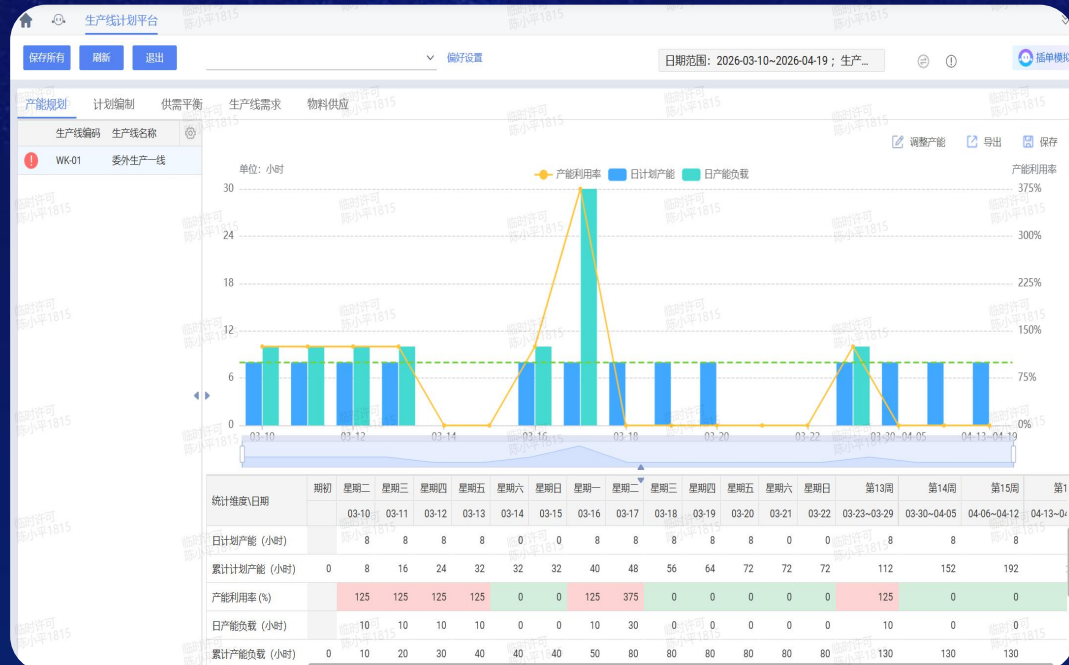 生产线计划平台
保存所有 刷新 退出 偏好设置 日期范围：2026-03-10~2026-04-19；生产... 插单模拟
产能规划 计划编制 供需平衡 生产线需求 物料供应
生产线编码 生产线名称
WK-01 委外生产一线
调整产能 导出 保存
单位：小时 产能利用率 日计划产能 日产能负载 产能利用率
30 375%
24 300%
18 225%
12 150%
6 75%
0 0%
03-10 03-12 03-14 03-16 03-18 03-20 03-22 03-30~04-05 04-13~04-19
统计维度\日期 期初 星期二 星期三 星期四 星期五 星期六 星期日 星期一 星期二 星期三 星期四 星期五 星期六 星期日 第13周 第14周 第15周 第1
03-10 03-11 03-12 03-13 03-14 03-15 03-16 03-17 03-18 03-19 03-20 03-21 03-22 03-23~03-29 03-30~04-05 04-06~04-12 04-13~04
日计划产能（小时） 8 8 8 8 0 0 8 8 8 8 8 0 0 8 8 8
累计计划产能（小时） 0 8 16 24 32 32 32 40 48 56 64 72 72 72 112 152 192
产能利用率(%) 125 125 125 125 0 0 125 375 0 0 0 0 0 125 0 0
日产能负载（小时） 10 10 10 10 0 0 10 30 0 0 0 0 0 10 0 0
累计产能负载（小时） 0 10 20 30 40 40 40 50 80 80 80 80 80 80 130 130 130
临时许可
陈小平1815